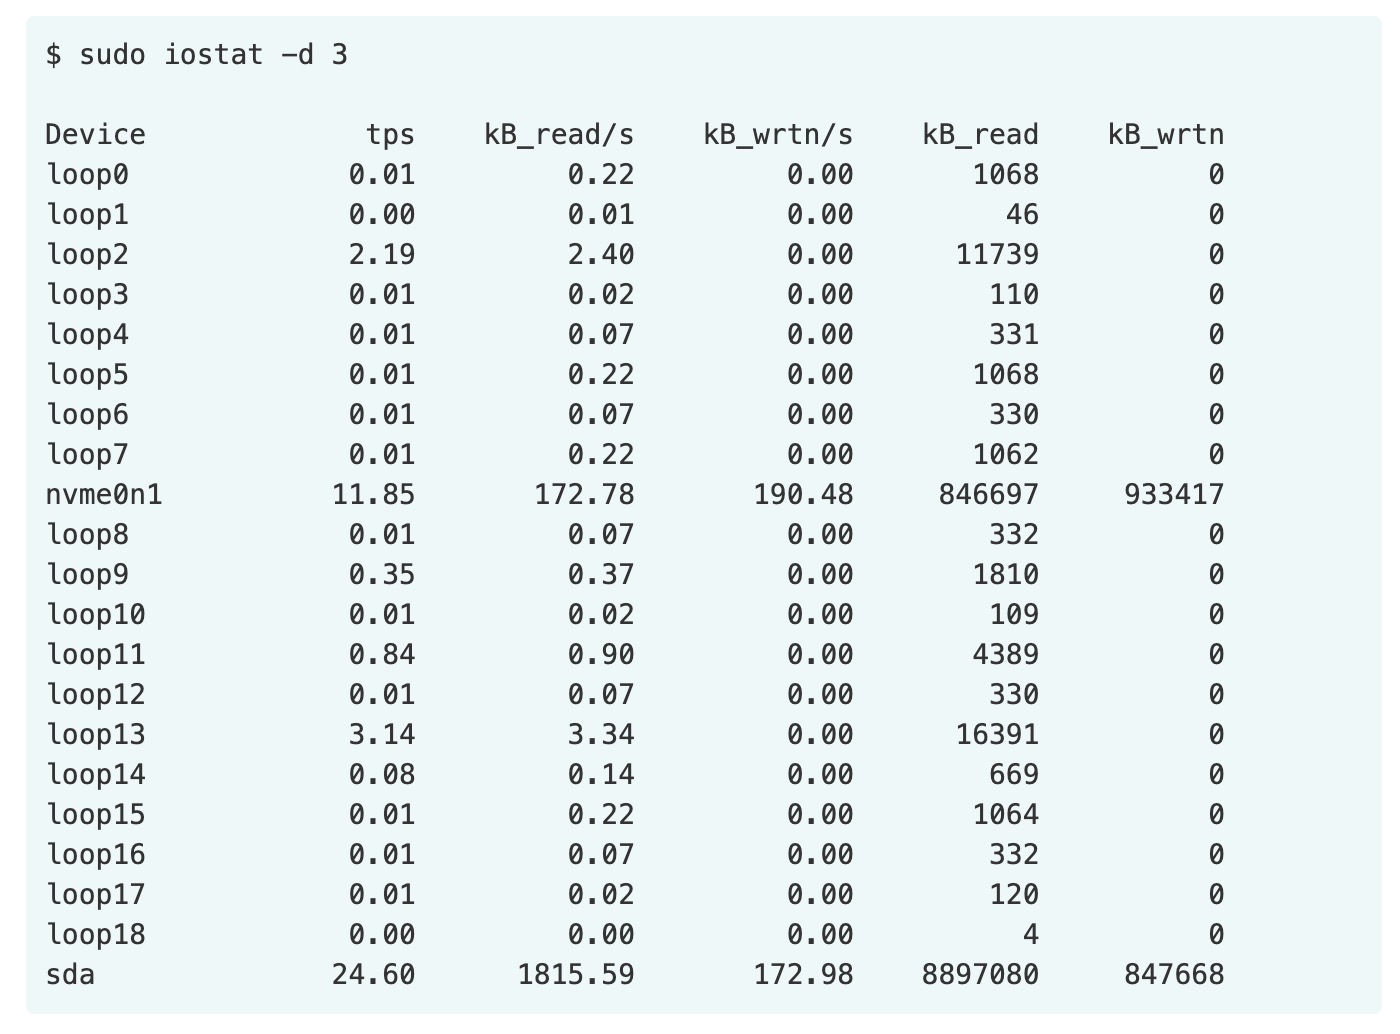 $ sudo iostat -d 3
Device tps kB_read/s kB_wrtn/s kB_read kB_wrtn
loop0 0.01 0.22 0.00 1068 0
loop1 0.00 0.01 0.00 46 0
loop2 2.19 2.40 0.00 11739 0
loop3 0.01 0.02 0.00 110 0
loop4 0.01 0.07 0.00 331 0
loop5 0.01 0.22 0.00 1068 0
loop6 0.01 0.07 0.00 330 0
loop7 0.01 0.22 0.00 1062 0
nvme0n1 11.85 172.78 190.48 846697 933417
loop8 0.01 0.07 0.00 332 0
loop9 0.35 0.37 0.00 1810 0
loop10 0.01 0.02 0.00 109 0
loop11 0.84 0.90 0.00 4389 0
loop12 0.01 0.07 0.00 330 0
loop13 3.14 3.34 0.00 16391 0
loop14 0.08 0.14 0.00 669 0
loop15 0.01 0.22 0.00 1064 0
loop16 0.01 0.07 0.00 332 0
loop17 0.01 0.02 0.00 120 0
loop18 0.00 0.00 0.00 4 0
sda 24.60 1815.59 172.98 8897080 847668